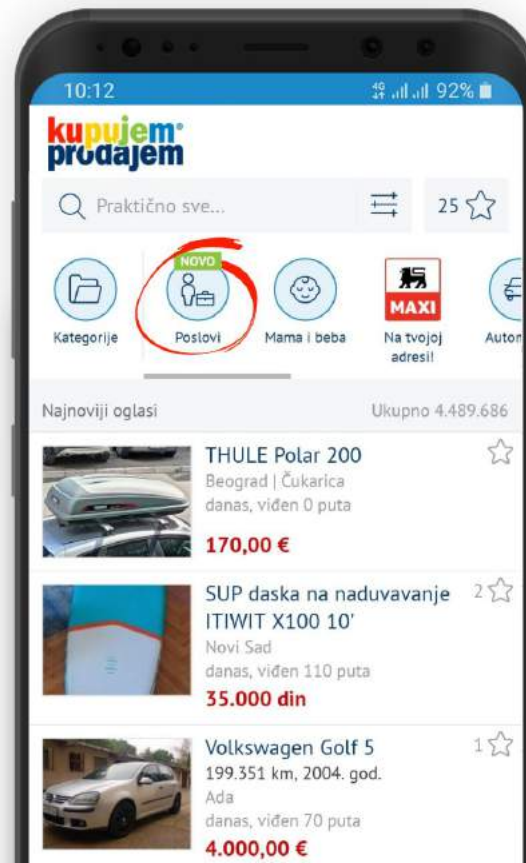 10:12 4G 92%
kupujem
prodajem
Praktično sve... 25
NOVO
Kategorije Poslovi Mama i beba
MAXI
Na tvojoj
adresi!
Najnoviji oglasi Ukupno 4.489.686
THULE Polar 200
Beograd | Čukarica
danas, viđen 0 puta
170,00 €
SUP daska na naduvavanje 2
ITIWIT X100 10'
Novi Sad
danas, viđen 110 puta
35.000 din
Volkswagen Golf 5 1
199.351 km, 2004. god.
Ada
danas, viđen 70 puta
4.000,00 €